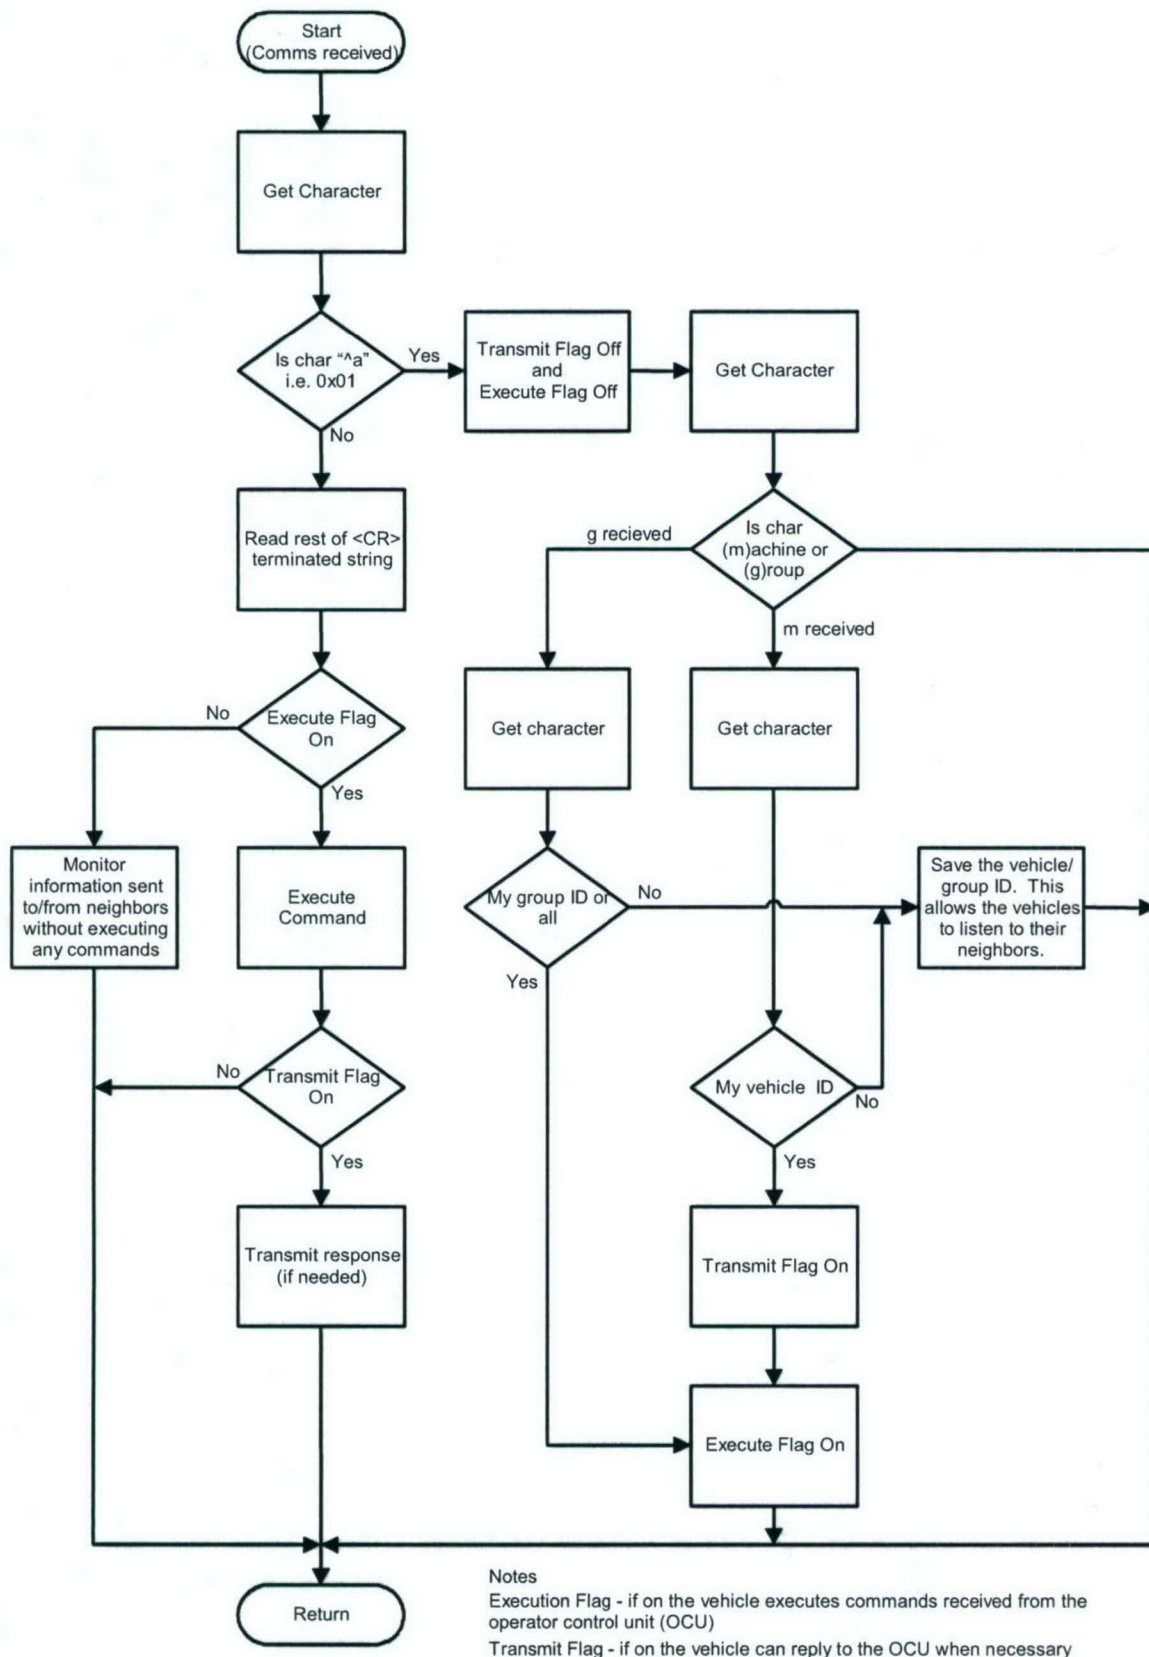 Start
(Comms received)
Get Character
Is char "^a"
i.e. 0x01
Yes
Transmit Flag Off
and
Execute Flag Off
Get Character
No
Read rest of <CR>
terminated string
g recieved
Is char
(m)achine or
(g)roup
m received
No
Execute Flag
On
Yes
Get character
Get character
Monitor
information sent
to/from neighbors
without executing
any commands
Execute
Command
My group ID or
all
No
Yes
Save the vehicle/
group ID. This
allows the vehicles
to listen to their
neighbors.
No
Transmit Flag
On
Yes
My vehicle ID
No
Yes
Transmit response
(if needed)
Transmit Flag On
Execute Flag On
Return
Notes
Execution Flag - if on the vehicle executes commands received from the
operator control unit (OCU)
Transmit Flag - if on the vehicle can reply to the OCU when necessary